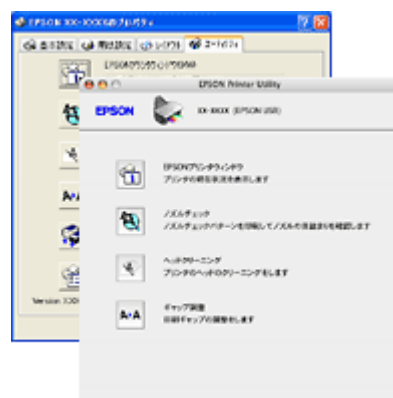 EPSON XX-XXXXのプロパティ
基本設定 用紙設定 レイアウト ユーティリティ
EPSONプリンタウィンドウ
EPSON Printer Utility
EPSON XX-XXXX (EPSON USB)
EPSONプリンタウィンドウ
プリンタの現在状況を表示します
ノズルチェック
ノズルチェックパターンを印刷してノズルの目詰まりを確認します
ヘッドクリーニング
プリンタのヘッドのクリーニングをします
ギャップ調整
印刷ギャップの調整をします
Version XXX